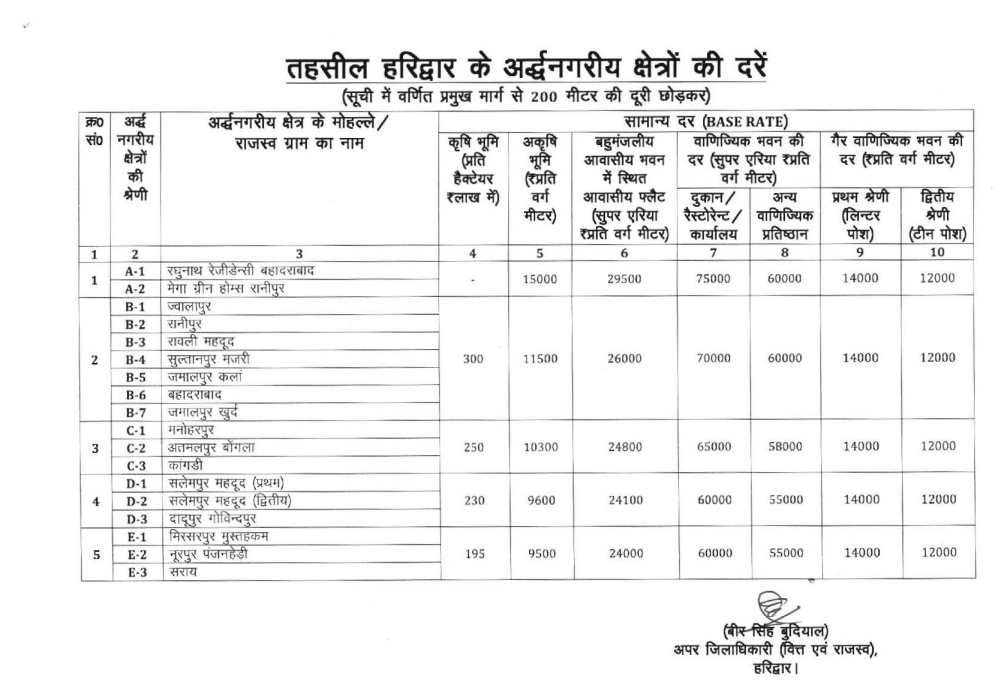 तहसील हरिद्वार के अर्द्धनगरीय क्षेत्रों की दरें
(सूची में वर्णित प्रमुख मार्ग से 200 मीटर की दूरी छोड़कर)
क्र0 सं0
अर्द्ध नगरीय क्षेत्रों की श्रेणी
अर्द्धनगरीय क्षेत्र के मोहल्ले/ राजस्व ग्राम का नाम
सामान्य दर (BASE RATE)
कृषि भूमि (प्रति हैक्टेयर ₹लाख में)
अकृषि भूमि (₹प्रति वर्ग मीटर)
बहुमंजलीय आवासीय भवन में स्थित आवासीय फ्लैट (सुपर एरिया ₹प्रति वर्ग मीटर)
वाणिज्यिक भवन की दर (सुपर एरिया ₹प्रति वर्ग मीटर)
गैर वाणिज्यिक भवन की दर (₹प्रति वर्ग मीटर)
दुकान/ रैस्टोरेन्ट/ कार्यालय
अन्य वाणिज्यिक प्रतिष्ठान
प्रथम श्रेणी (लिन्टर पोश)
द्वितीय श्रेणी (टीन पोश)
1 2 3 4 5 6 7 8 9 10
1 A-1 रघुनाथ रेजीडेन्सी बहादराबाद - 15000 29500 75000 60000 14000 12000
A-2 मेगा ग्रीन होम्स रानीपुर
B-1 ज्वालापुर
B-2 रानीपुर
B-3 रावली महदूद
2 B-4 सुल्तानपुर मजरी 300 11500 26000 70000 60000 14000 12000
B-5 जमालपुर कलां
B-6 बहादराबाद
B-7 जमालपुर खुर्द
C-1 मनोहरपुर
3 C-2 अतमलपुर बोंगला 250 10300 24800 65000 58000 14000 12000
C-3 कांगडी
D-1 सलेमपुर महदूद (प्रथम)
4 D-2 सलेमपुर महदूद (द्वितीय) 230 9600 24100 60000 55000 14000 12000
D-3 दादूपुर गोविन्दपुर
E-1 मिस्सरपुर मुस्तहकम
5 E-2 नूरपुर पंजनहेड़ी 195 9500 24000 60000 55000 14000 12000
E-3 सराय
(बीर सिंह बुदियाल)
अपर जिलाधिकारी (वित्त एवं राजस्व),
हरिद्वार।